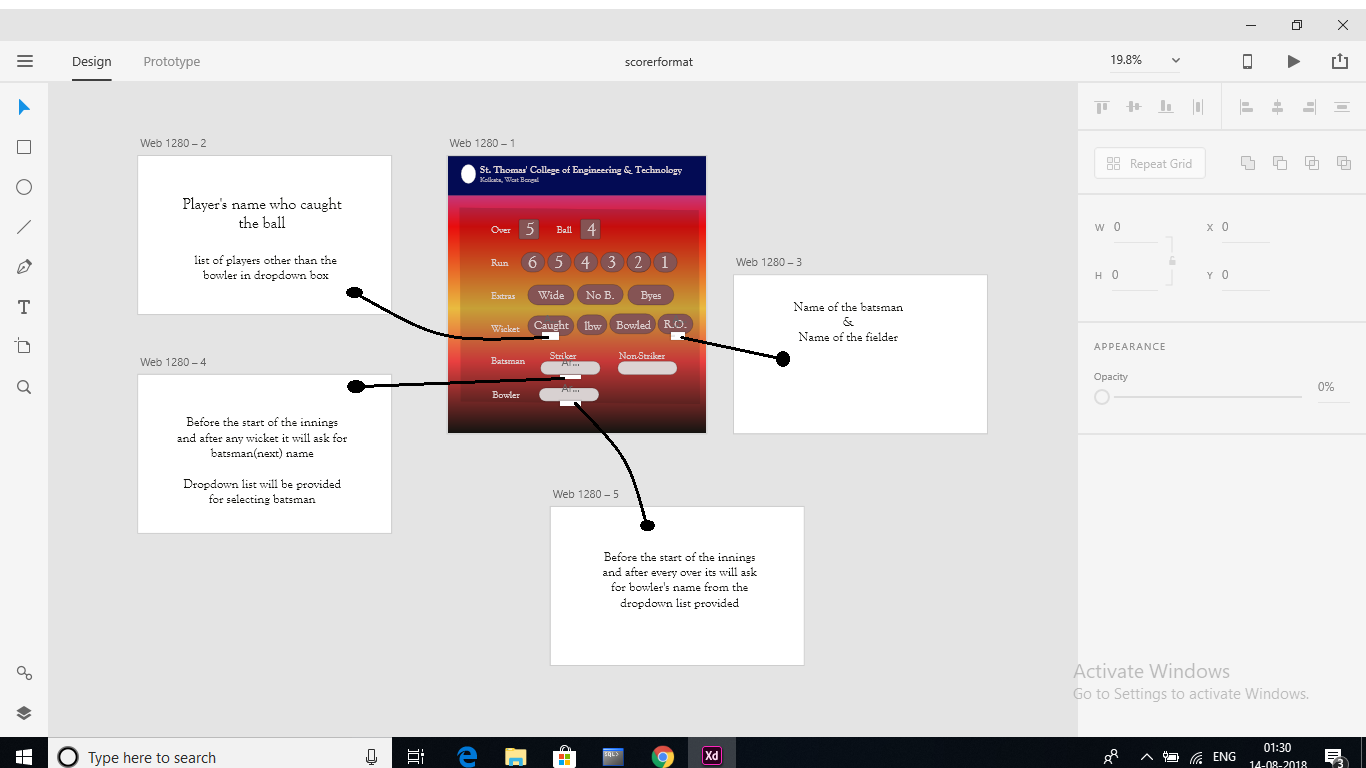 Design
Prototype
scorerformat
19.8%
Web 1280 – 2
Player's name who caught
the ball
list of players other than the
bowler in dropdown box
Web 1280 – 1
St. Thomas' College of Engineering & Technology
Kolkata, West Bengal
Over 5 Ball 4
Run 6 5 4 3 2 1
Extras Wide No B. Byes
Wicket Caught lbw Bowled R.O.
Batsman Striker Non-Striker
Bowler
Web 1280 – 3
Name of the batsman
&
Name of the fielder
Web 1280 – 4
Before the start of the innings
and after any wicket it will ask for
batsman(next) name
Dropdown list will be provided
for selecting batsman
Web 1280 – 5
Before the start of the innings
and after every over its will ask
for bowler's name from the
dropdown list provided
Repeat Grid
W 0 X 0
H 0 Y 0
APPEARANCE
Opacity
0%
Activate Windows
Go to Settings to activate Windows.
Type here to search
Xd
ENG
01:30
14-08-2018
3